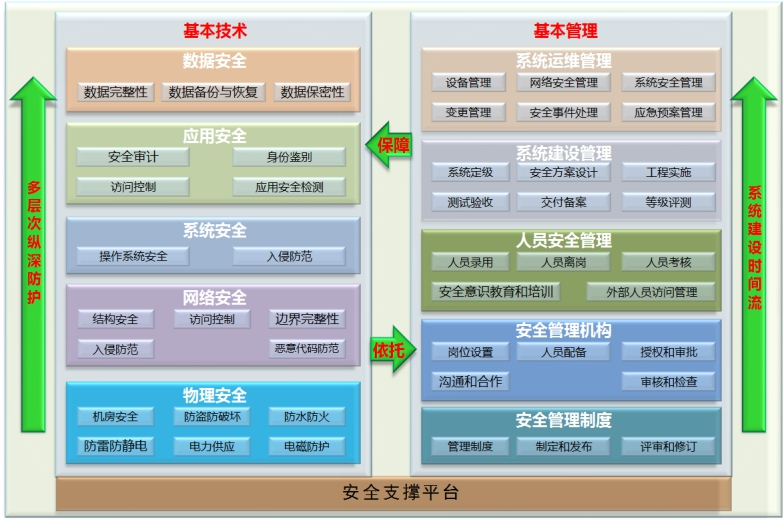 基本技术
数据安全
数据完整性 数据备份与恢复 数据保密性
应用安全
安全审计 身份鉴别
访问控制 应用安全检测
系统安全
操作系统安全 入侵防范
网络安全
结构安全 访问控制 边界完整性
入侵防范 恶意代码防范
物理安全
机房安全 防盗防破坏 防水防火
防雷防静电 电力供应 电磁防护
多层次纵深防护
保障
依托
基本管理
系统运维管理
设备管理 网络安全管理 系统安全管理
变更管理 安全事件处理 应急预案管理
系统建设管理
系统定级 安全方案设计 工程实施
测试验收 交付备案 等级评测
人员安全管理
人员录用 人员离岗 人员考核
安全意识教育和培训 外部人员访问管理
安全管理机构
岗位设置 人员配备 授权和审批
沟通和合作 审核和检查
安全管理制度
管理制度 制定和发布 评审和修订
系统建设时间流
安全支撑平台